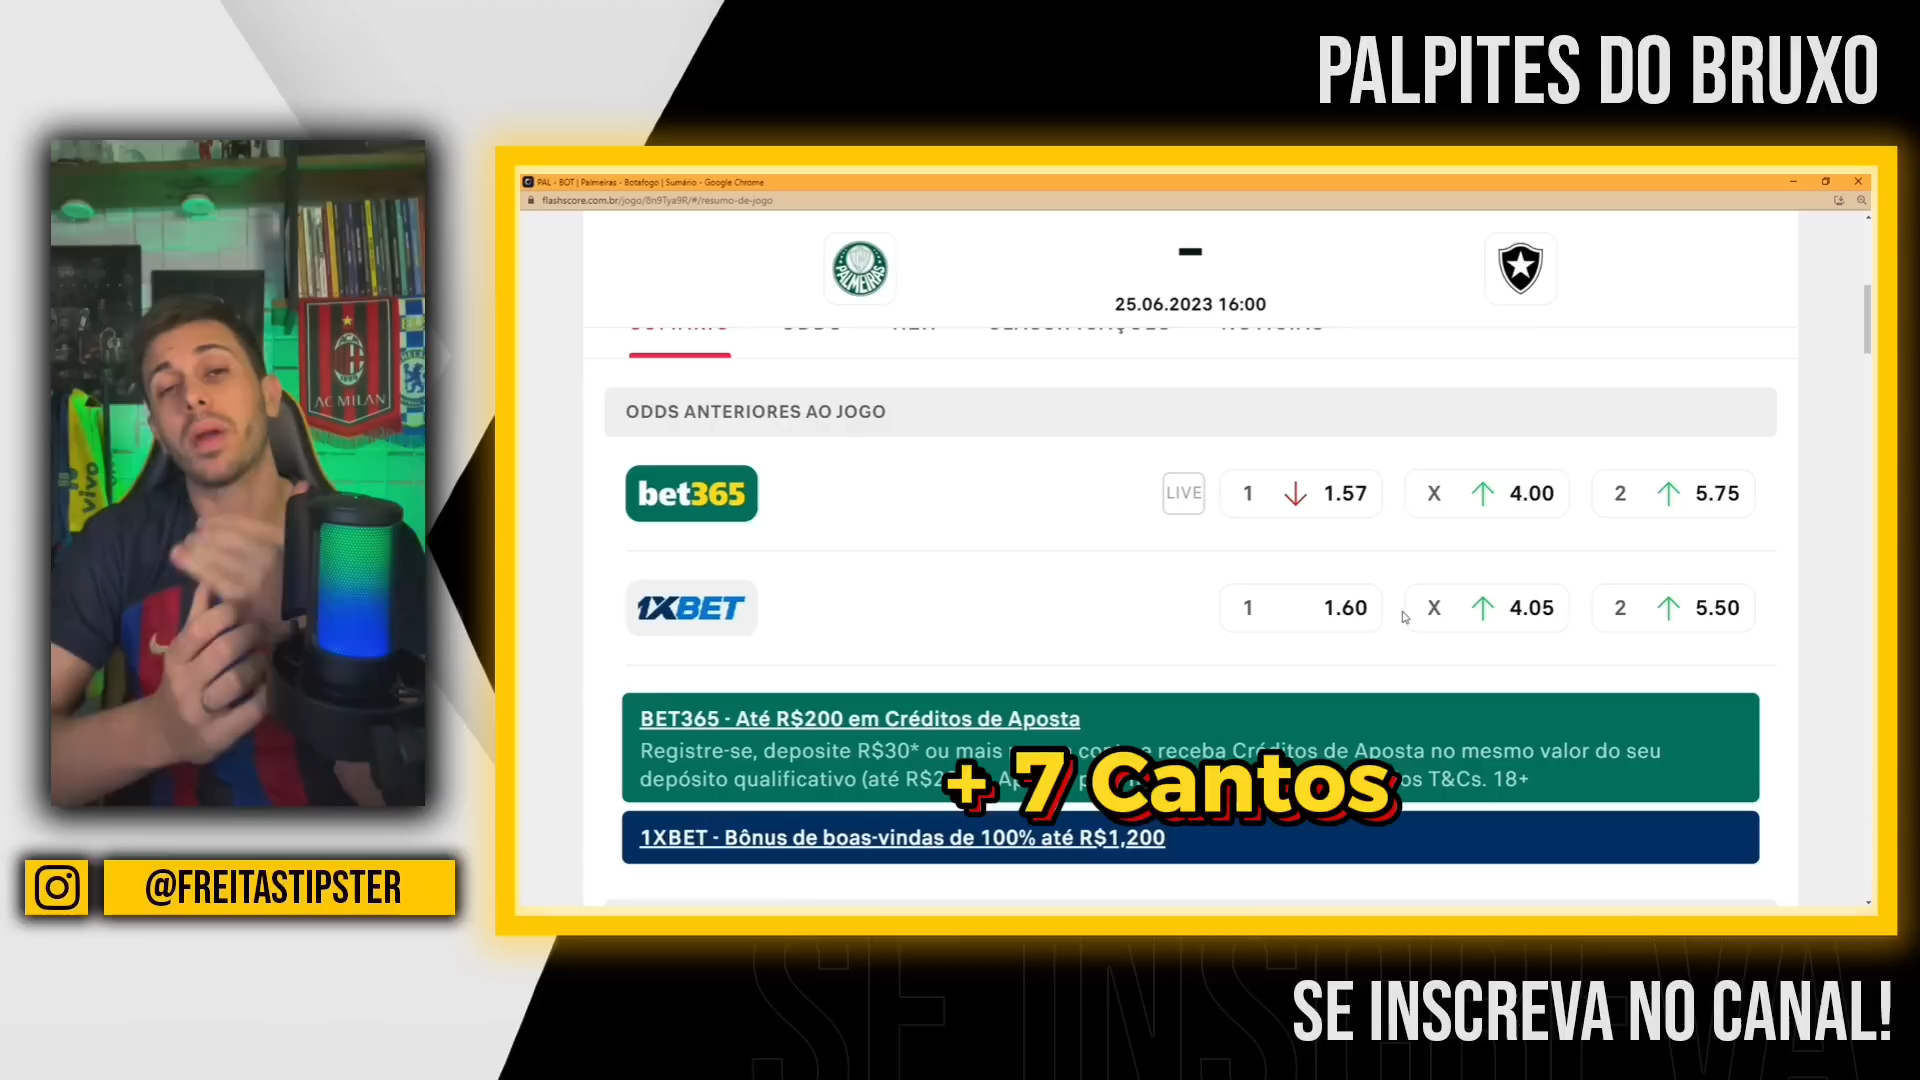 PALPITES DO BRUXO
PAL - BOT | Palmeiras - Botafogo | Sumário - Google Chrome
flashscore.com.br/jogo/8n9Tya9R/#/resumo-de-jogo
PALMEIRAS
25.06.2023 16:00
ODDS ANTERIORES AO JOGO
bet365 LIVE 1 1.57 X 4.00 2 5.75
1XBET 1 1.60 X 4.05 2 5.50
BET365 - Até R$200 em Créditos de Aposta
Registre-se, deposite R$30* ou mais e receba Créditos de Aposta no mesmo valor do seu
depósito qualificativo (até R$2 os T&Cs. 18+
+ 7 Cantos
1XBET - Bônus de boas-vindas de 100% até R$1,200
AC MILAN
vivo
@FREITASTIPSTER
SE INSCREVA NO CANAL!